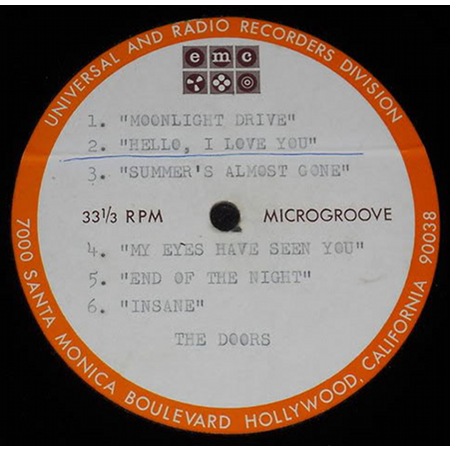 UNIVERSAL AND RADIO RECORDERS DIVISION
emc
1. "MOONLIGHT DRIVE"
2. "HELLO, I LOVE YOU"
3. "SUMMER'S ALMOST GONE"
33⅓ RPM MICROGROOVE
4. "MY EYES HAVE SEEN YOU"
5. "END OF THE NIGHT"
6. "INSANE"
THE DOORS
7000 SANTA MONICA BOULEVARD HOLLYWOOD, CALIFORNIA 90038